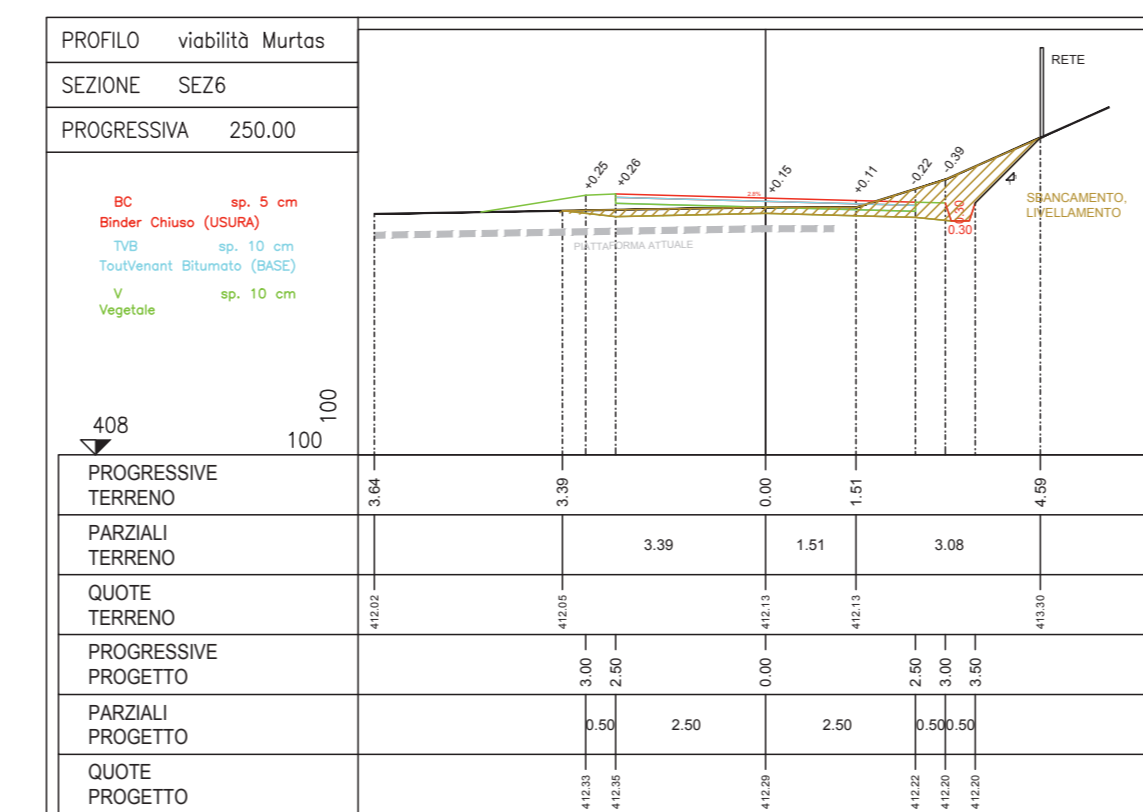 PROFILO viabilità Murtas
SEZIONE SEZ6
PROGRESSIVA 250.00
BC sp. 5 cm
Binder Chiuso (USURA)
TVB sp. 10 cm
ToutVenant Bitumato (BASE)
V sp. 10 cm
Vegetale
408
100
100
RETE
+0.25
+0.26
+0.15
+0.11
-0.22
-0.39
2.8%
SBANCAMENTO,
LIVELLAMENTO
0.30
0.30
PIATTAFORMA ATTUALE
PROGRESSIVE
TERRENO
3.64 3.39 0.00 1.51 4.59
PARZIALI
TERRENO
3.39 1.51 3.08
QUOTE
TERRENO
412.02 412.05 412.13 412.13 413.30
PROGRESSIVE
PROGETTO
3.00 2.50 0.00 2.50 3.00 3.50
PARZIALI
PROGETTO
0.50 2.50 2.50 0.50 0.50
QUOTE
PROGETTO
412.33 412.35 412.29 412.22 412.20 412.20